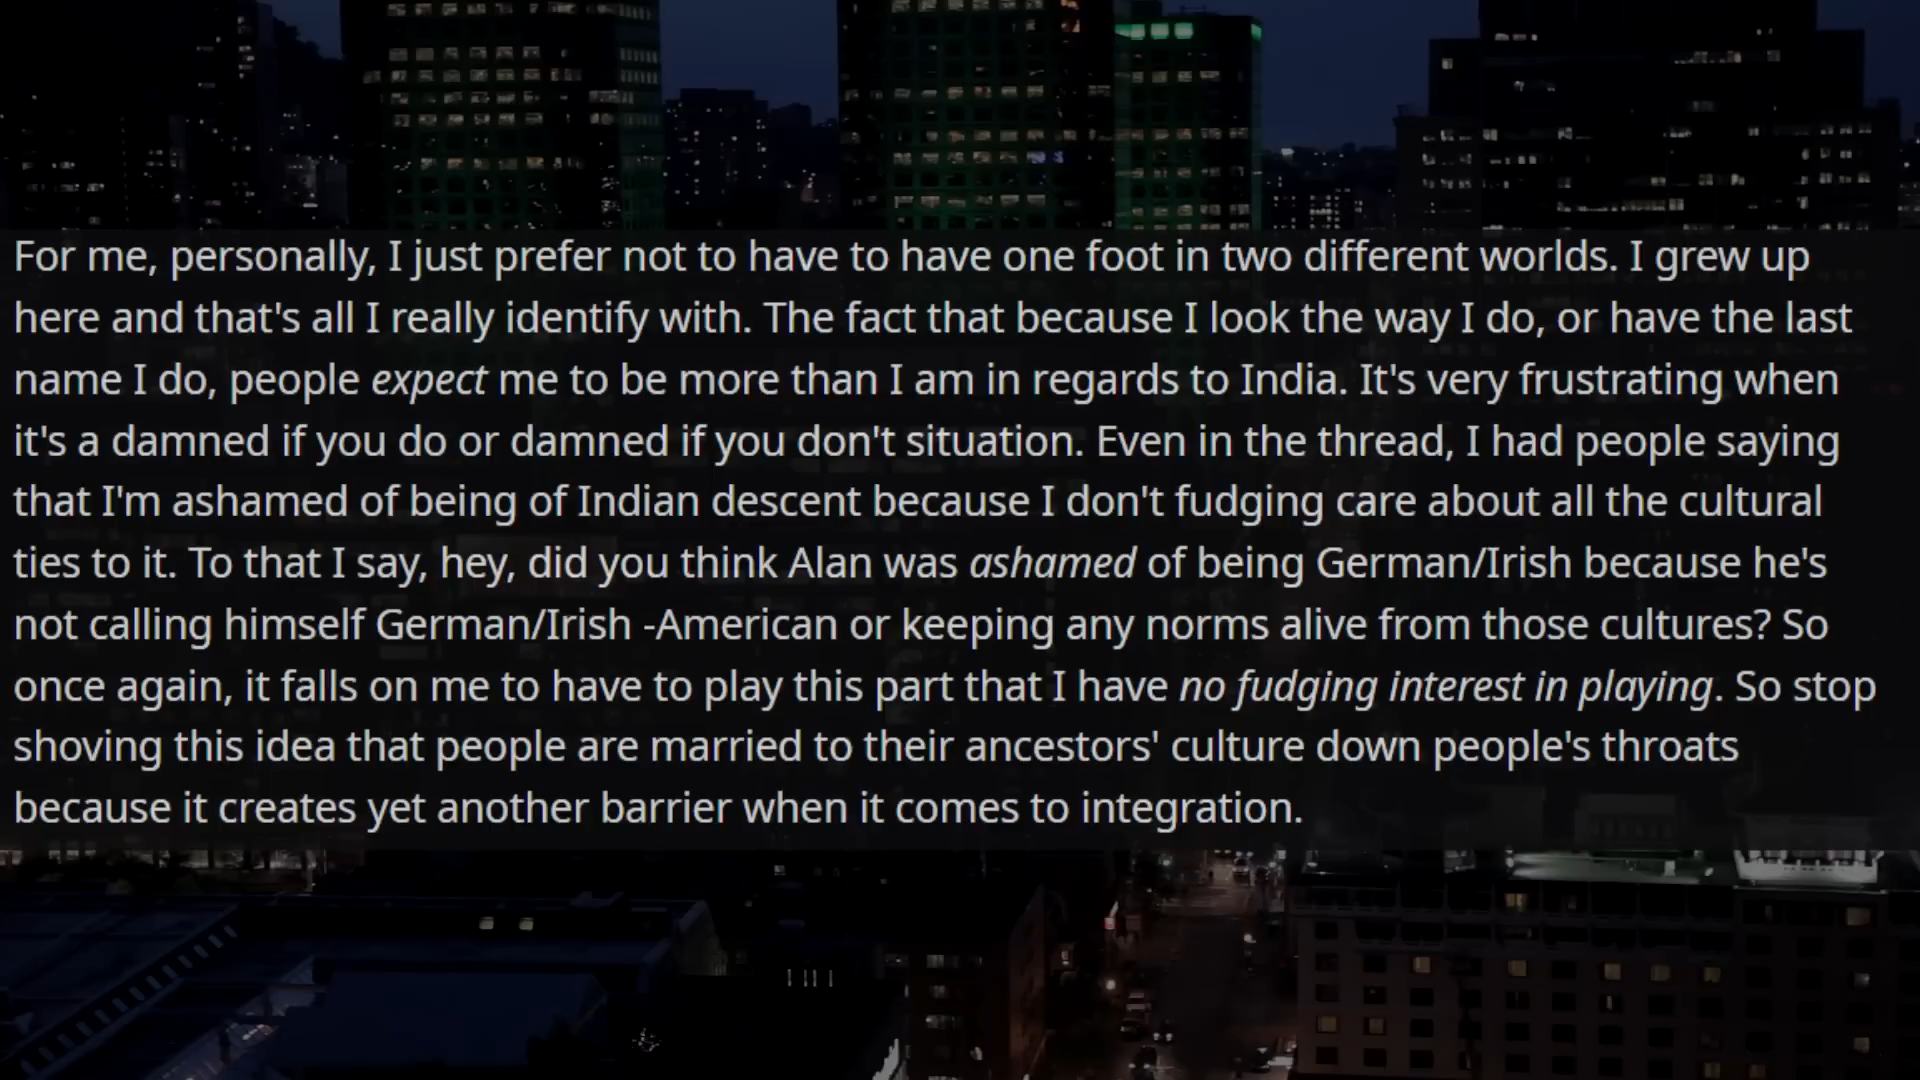 For me, personally, I just prefer not to have to have one foot in two different worlds. I grew up
here and that's all I really identify with. The fact that because I look the way I do, or have the last
name I do, people expect me to be more than I am in regards to India. It's very frustrating when
it's a damned if you do or damned if you don't situation. Even in the thread, I had people saying
that I'm ashamed of being of Indian descent because I don't fudging care about all the cultural
ties to it. To that I say, hey, did you think Alan was ashamed of being German/Irish because he's
not calling himself German/Irish -American or keeping any norms alive from those cultures? So
once again, it falls on me to have to play this part that I have no fudging interest in playing. So stop
shoving this idea that people are married to their ancestors' culture down people's throats
because it creates yet another barrier when it comes to integration.